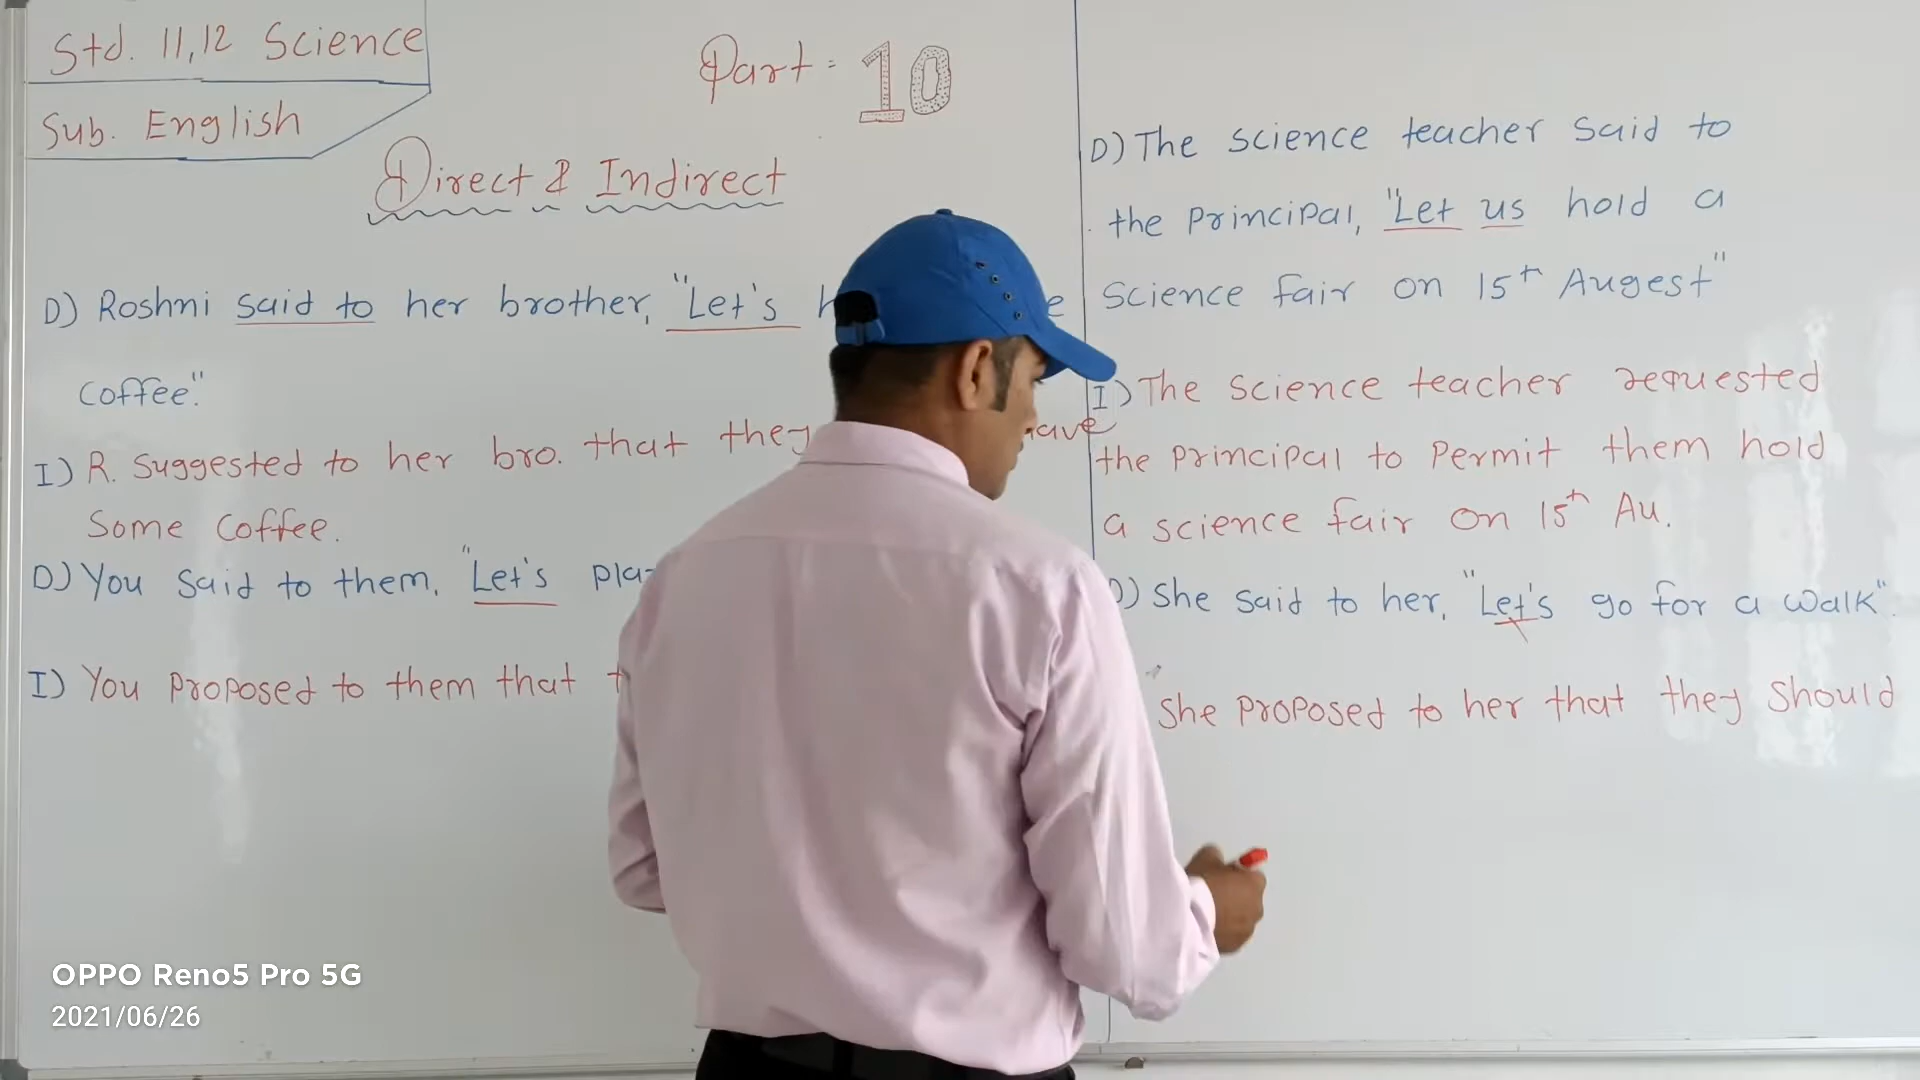 Std. 11,12 Science
Sub. English
Part = 10
Direct & Indirect
D) Roshni said to her brother, "Let's
coffee."
I) R. Suggested to her bro. that they have
Some Coffee.
D) You said to them, "Let's
I) You proposed to them that
D) The science teacher said to
the principal, "Let us hold a
Science fair on 15th Augest"
I) The science teacher requested
the principal to permit them hold
a science fair on 15th Au.
D) She said to her, "Let's go for a walk".
She proposed to her that they should
OPPO Reno5 Pro 5G
2021/06/26